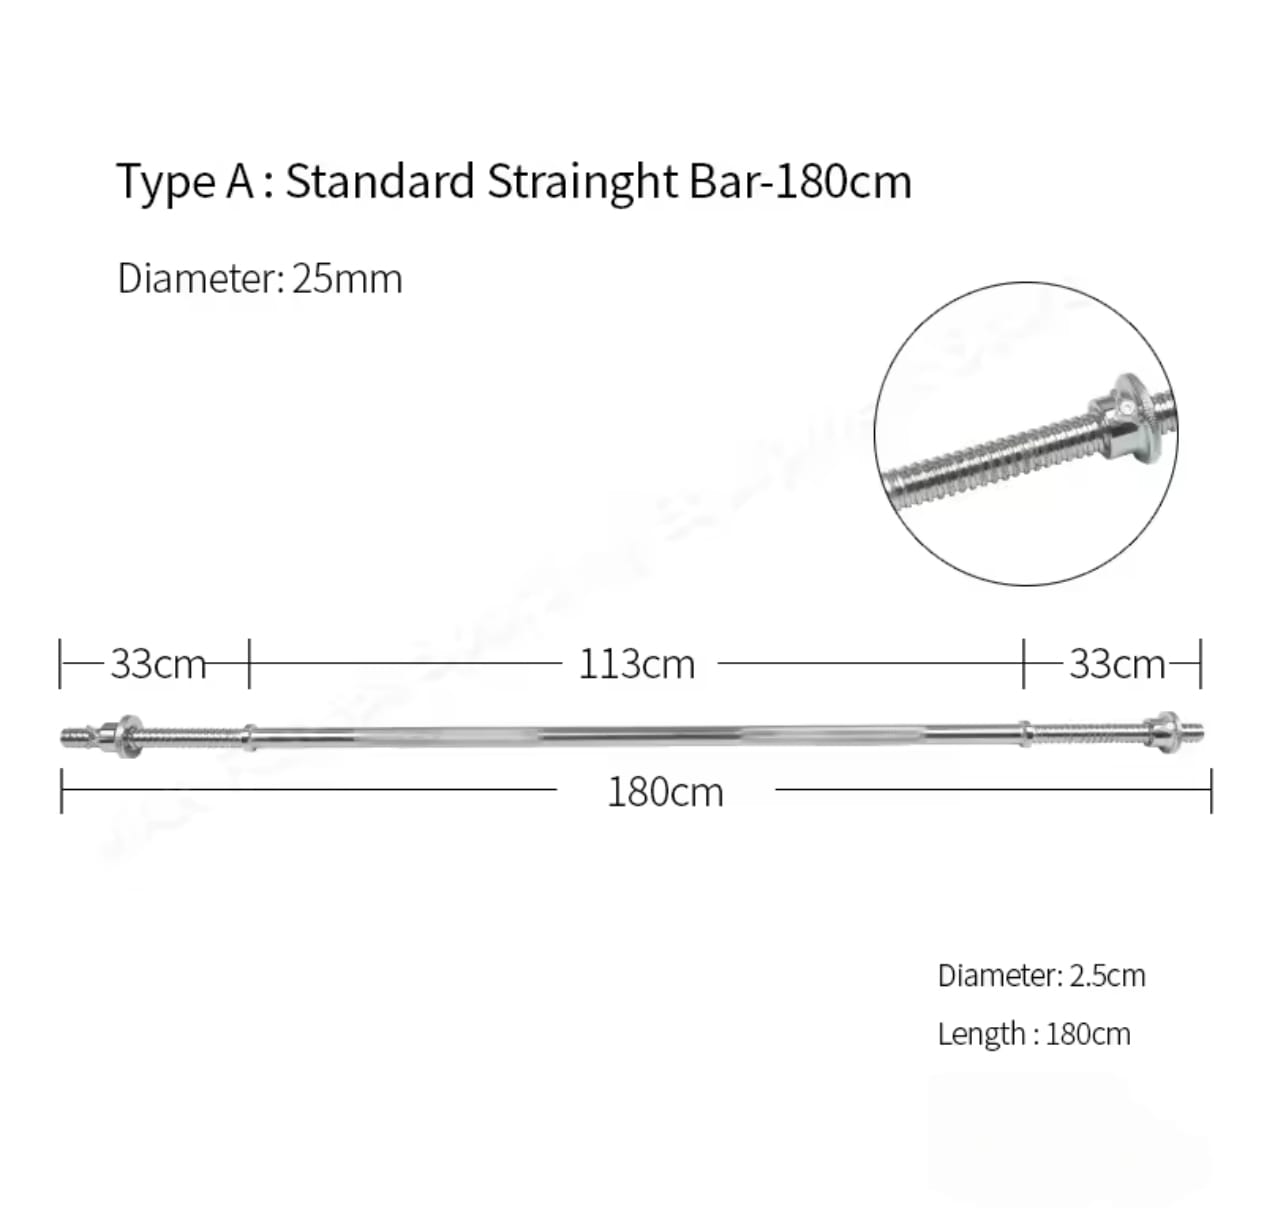 Type A : Standard Strainght Bar-180cm
Diameter: 25mm
33cm 113cm 33cm
180cm
Diameter: 2.5cm
Length : 180cm